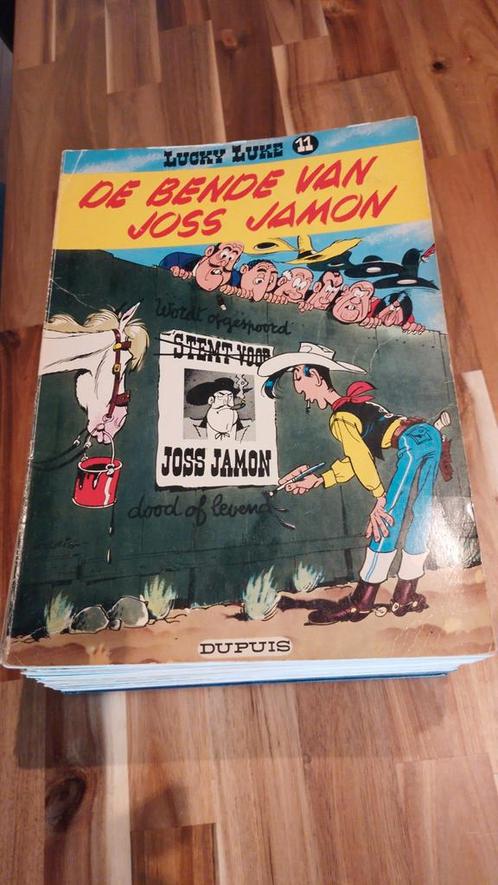 LUCKY LUKE 11
DE BENDE VAN
JOSS JAMON
Wordt opgespoord
STEMT VOOR
JOSS JAMON
dood of levend
DUPUIS